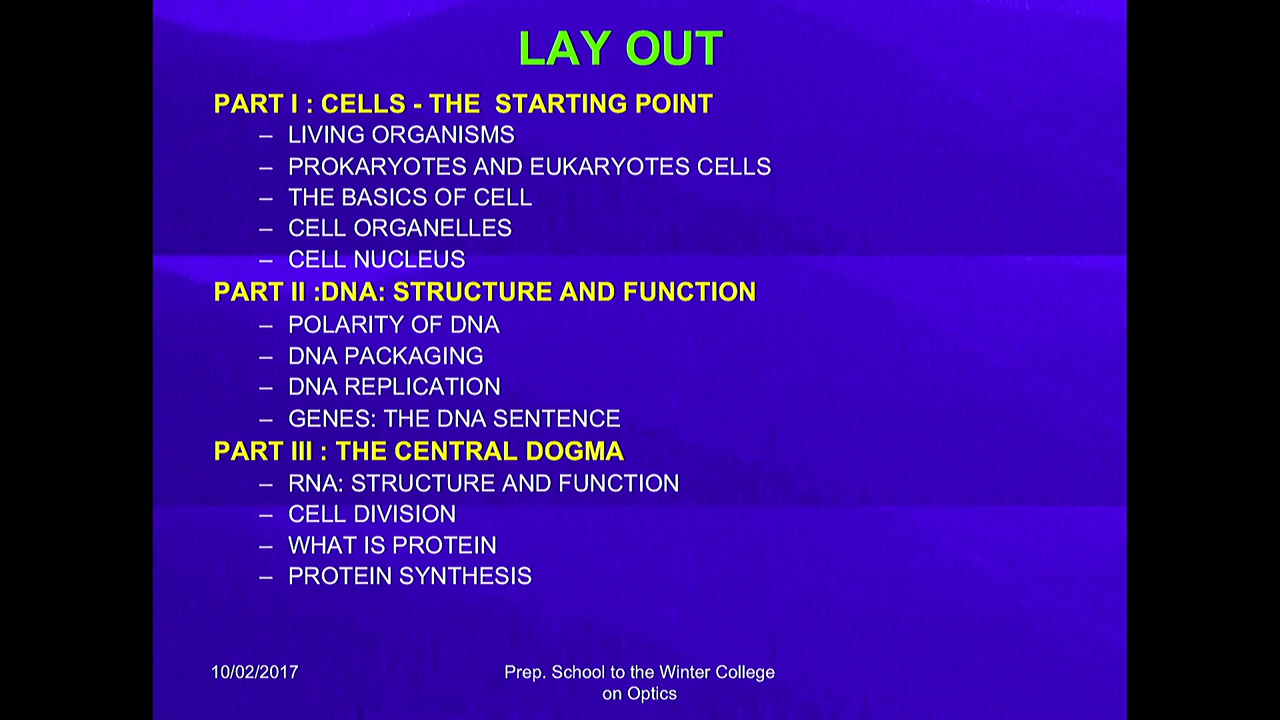 LAY OUT
PART I : CELLS - THE STARTING POINT
– LIVING ORGANISMS
– PROKARYOTES AND EUKARYOTES CELLS
– THE BASICS OF CELL
– CELL ORGANELLES
– CELL NUCLEUS
PART II :DNA: STRUCTURE AND FUNCTION
– POLARITY OF DNA
– DNA PACKAGING
– DNA REPLICATION
– GENES: THE DNA SENTENCE
PART III : THE CENTRAL DOGMA
– RNA: STRUCTURE AND FUNCTION
– CELL DIVISION
– WHAT IS PROTEIN
– PROTEIN SYNTHESIS
10/02/2017
Prep. School to the Winter College
on Optics